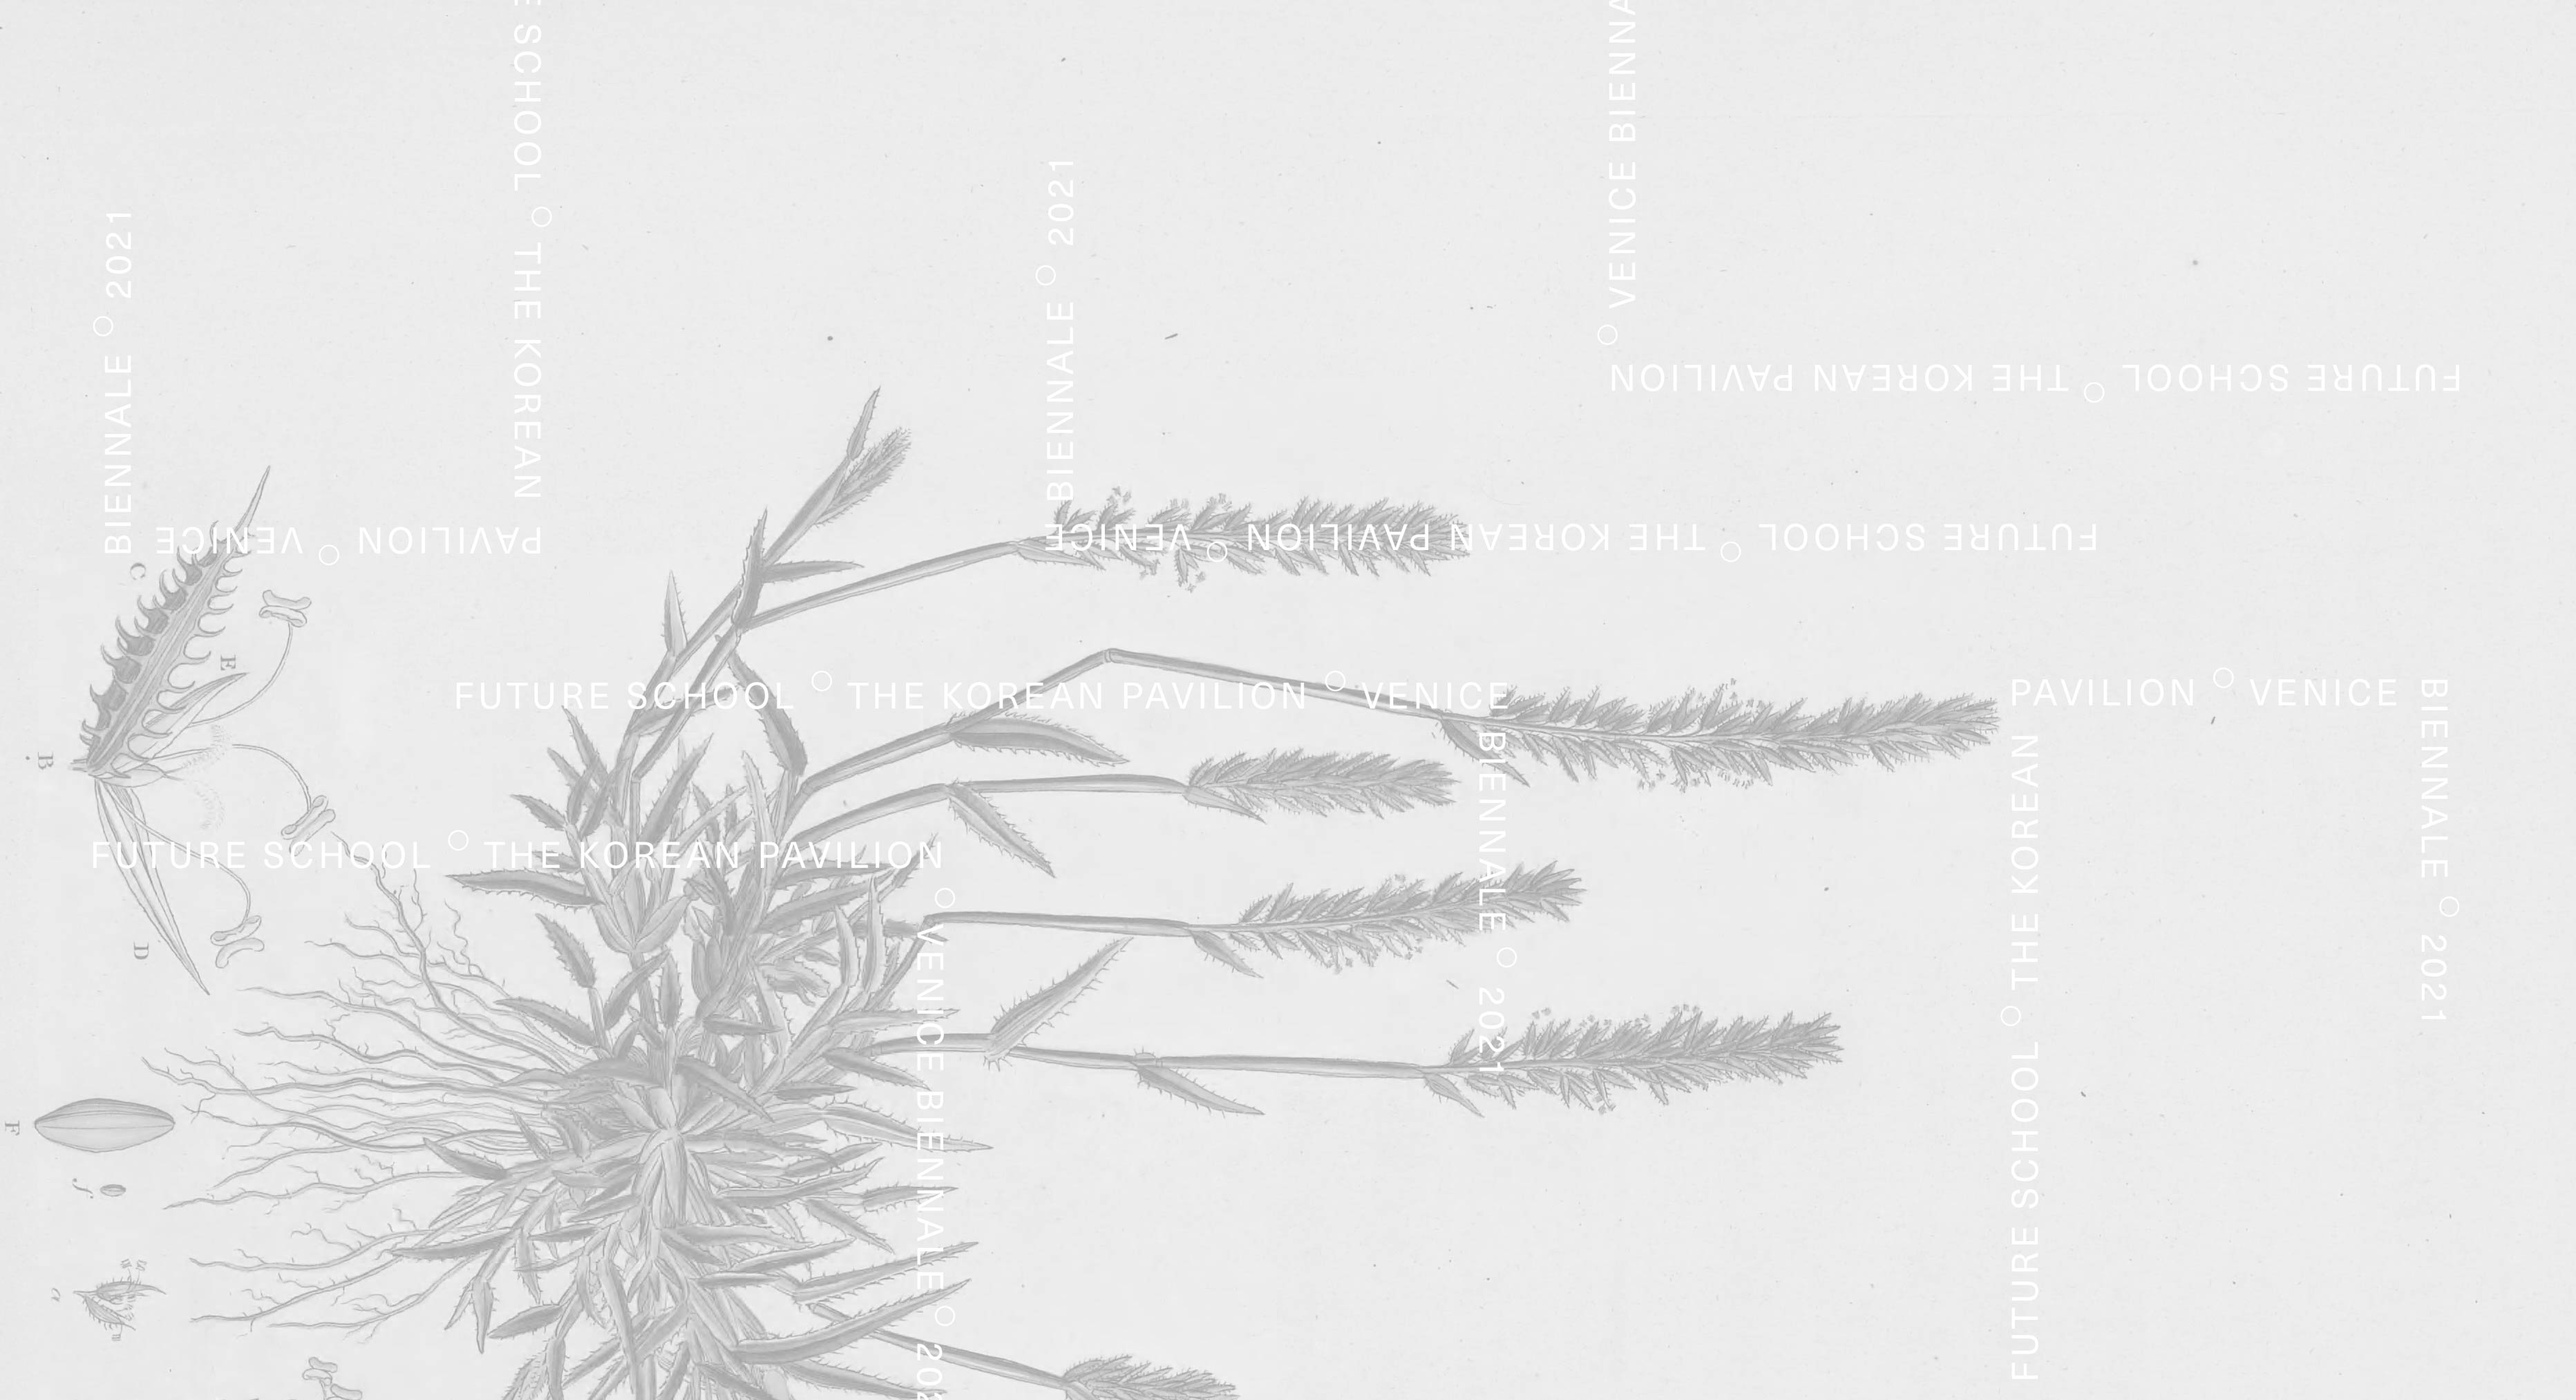 SCHOOL ○ THE KOREAN
PAVILION ○ VENICE
BIENNALE ○ 2021
○ VENICE BIENNA
FUTURE SCHOOL ○ THE KOREAN PAVILION
FUTURE SCHOOL ○ THE KOREAN PAVILION ○ VENICE
BIENNALE ○ 2021
FUTURE SCHOOL ○ THE KOREAN PAVILION ○ VENICE
BIENNALE ○ 2021
FUTURE SCHOOL ○ THE KOREAN
PAVILION ○ VENICE
BIENNALE ○ 2021
FUTURE SCHOOL ○ THE KOREAN PAVILION
○ VENICE BIENNALE ○ 202
C
E
B.
D
F
f
a